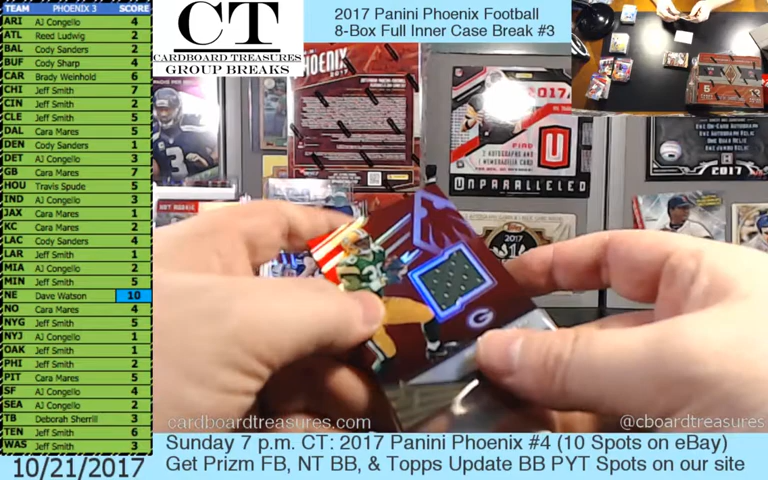 TEAM PHOENIX 3 SCORE
ARI AJ Congello 4
ATL Reed Ludwig 2
BAL Cody Sanders 2
BUF Cody Sharp 4
CAR Brady Weinhold 6
CHI Jeff Smith 7
CIN Jeff Smith 2
CLE Jeff Smith 5
DAL Cara Mares 5
DEN Cody Sanders 1
DET AJ Congello 3
GB Cara Mares 7
HOU Travis Spude 5
IND AJ Congello 3
JAX Cara Mares 1
KC Cara Mares 2
LAC Cody Sanders 4
LAR Jeff Smith 1
MIA AJ Congello 2
MIN Jeff Smith 5
NE Dave Watson 10
NO Cara Mares 4
NYG Jeff Smith 5
NYJ AJ Congello 1
OAK Jeff Smith 1
PHI Jeff Smith 2
PIT Cara Mares 5
SF AJ Congello 4
SEA AJ Congello 2
TB Deborah Sherrill 3
TEN Jeff Smith 6
WAS Jeff Smith 3
10/21/2017
CT
CARDBOARD TREASURES
GROUP BREAKS
2017 Panini Phoenix Football
8-Box Full Inner Case Break #3
PHOENIX
2017
2017
FIND
U
UNPARALLELED
2017
2017
HOT ROOKIE
G
cardboardtreasures.com
@cboardtreasures
Sunday 7 p.m. CT: 2017 Panini Phoenix #4 (10 Spots on eBay)
Get Prizm FB, NT BB, & Topps Update BB PYT Spots on our site